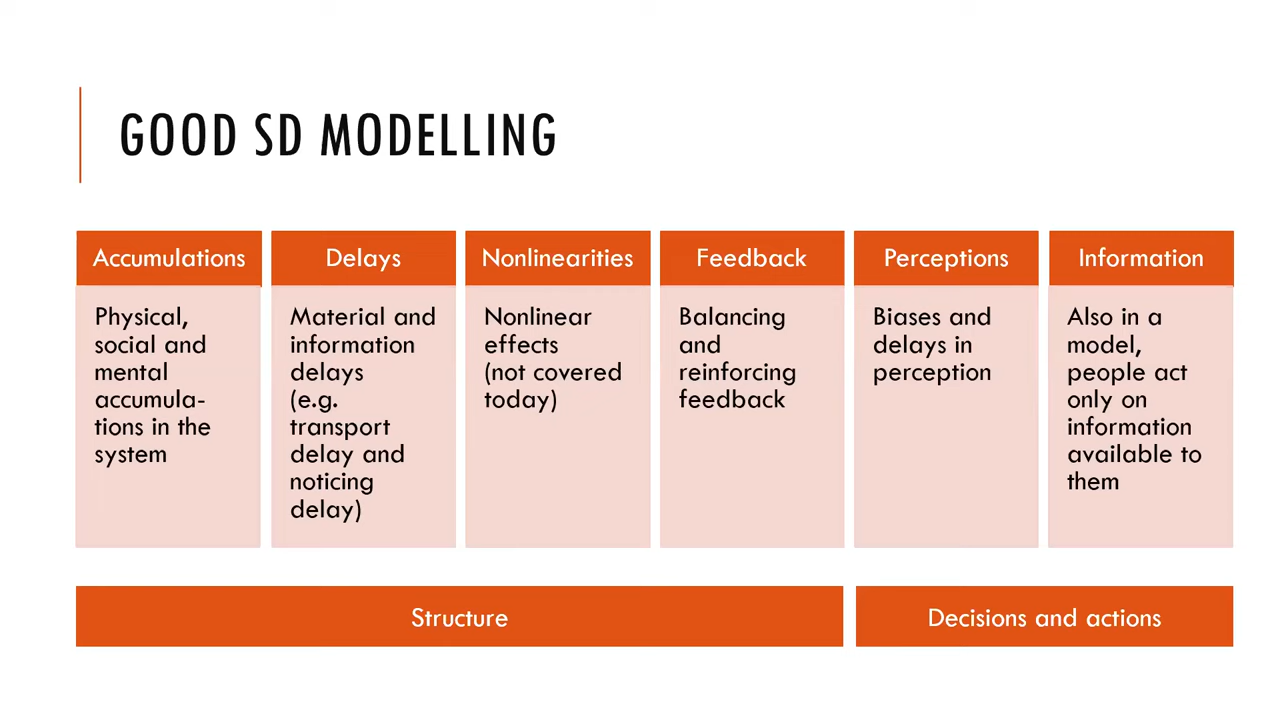 GOOD SD MODELLING
Accumulations
Physical,
social and
mental
accumula-
tions in the
system
Delays
Material and
information
delays
(e.g.
transport
delay and
noticing
delay)
Nonlinearities
Nonlinear
effects
(not covered
today)
Feedback
Balancing
and
reinforcing
feedback
Perceptions
Biases and
delays in
perception
Information
Also in a
model,
people act
only on
information
available to
them
Structure
Decisions and actions